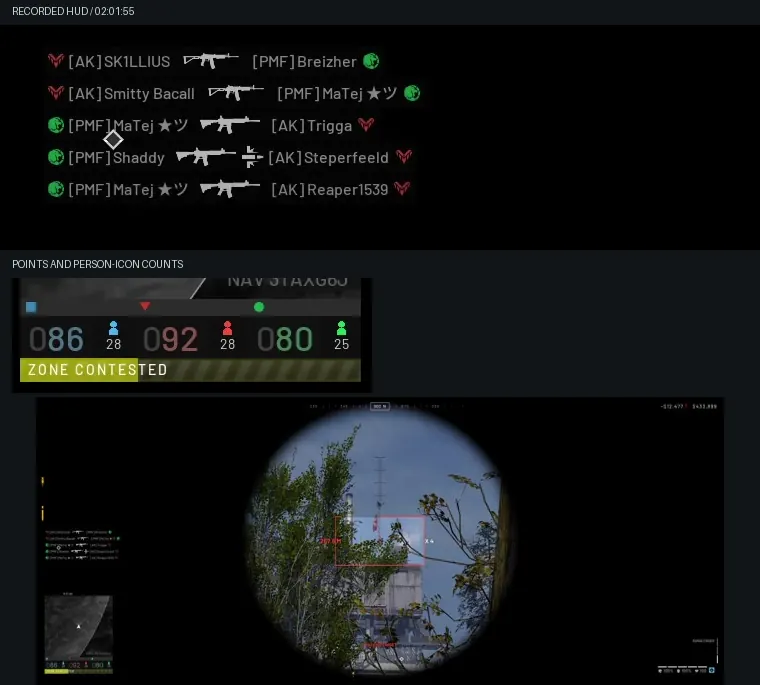 RECORDED HUD / 02:01:55
[AK] SK1LLIUS [PMF] Breizher
[AK] Smitty Bacall [PMF] MaTej ★ツ
[PMF] MaTej ★ツ [AK] Trigga
[PMF] Shaddy [AK] Steperfeeld
[PMF] MaTej ★ツ [AK] Reaper1539
POINTS AND PERSON-ICON COUNTS
086 28 092 28 080 25
ZONE CONTESTED